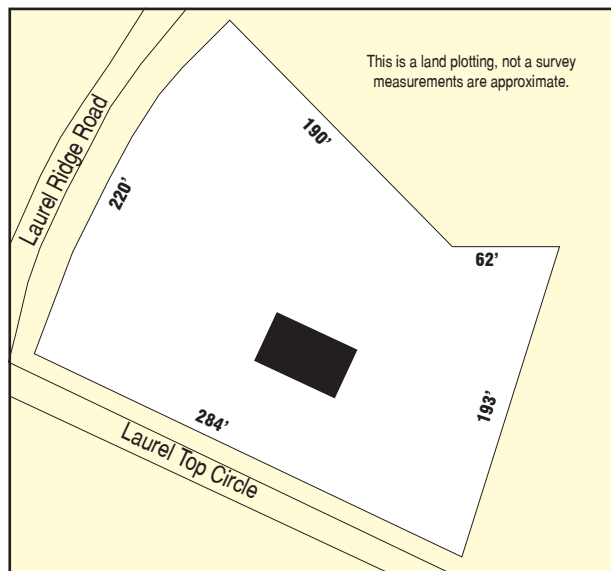 This is a land plotting, not a survey
measurements are approximate.
190’
Laurel Ridge Road
220’
62’
193’
284’
Laurel Top Circle